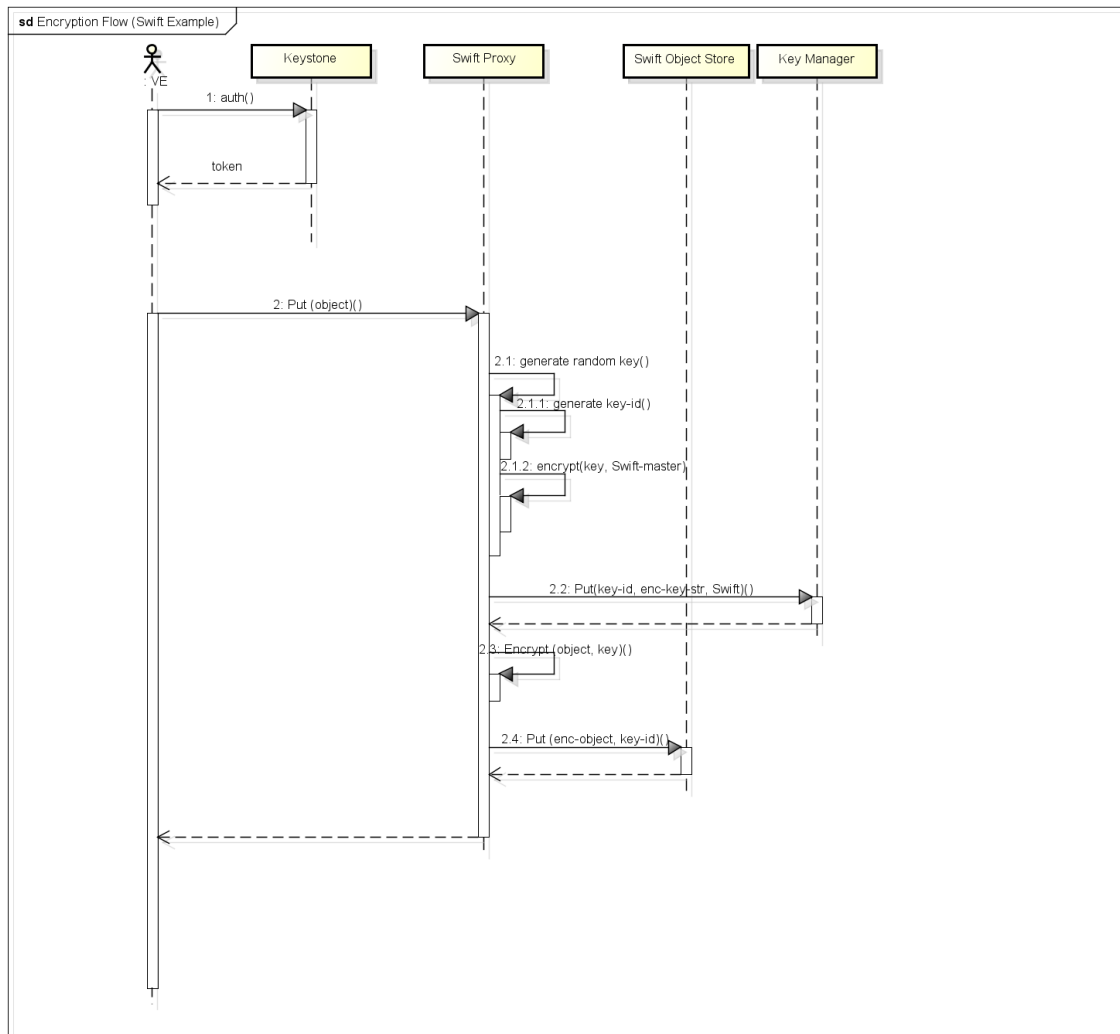 sd Encryption Flow (Swift Example)
Keystone
Swift Proxy
Swift Object Store
Key Manager
: VE
1: auth()
token
2: Put (object)()
2.1: generate random key()
2.1.1: generate key-id()
2.1.2: encrypt(key, Swift-master)
2.2: Put(key-id, enc-key-str, Swift)()
2.3: Encrypt (object, key)()
2.4: Put (enc-object, key-id)()